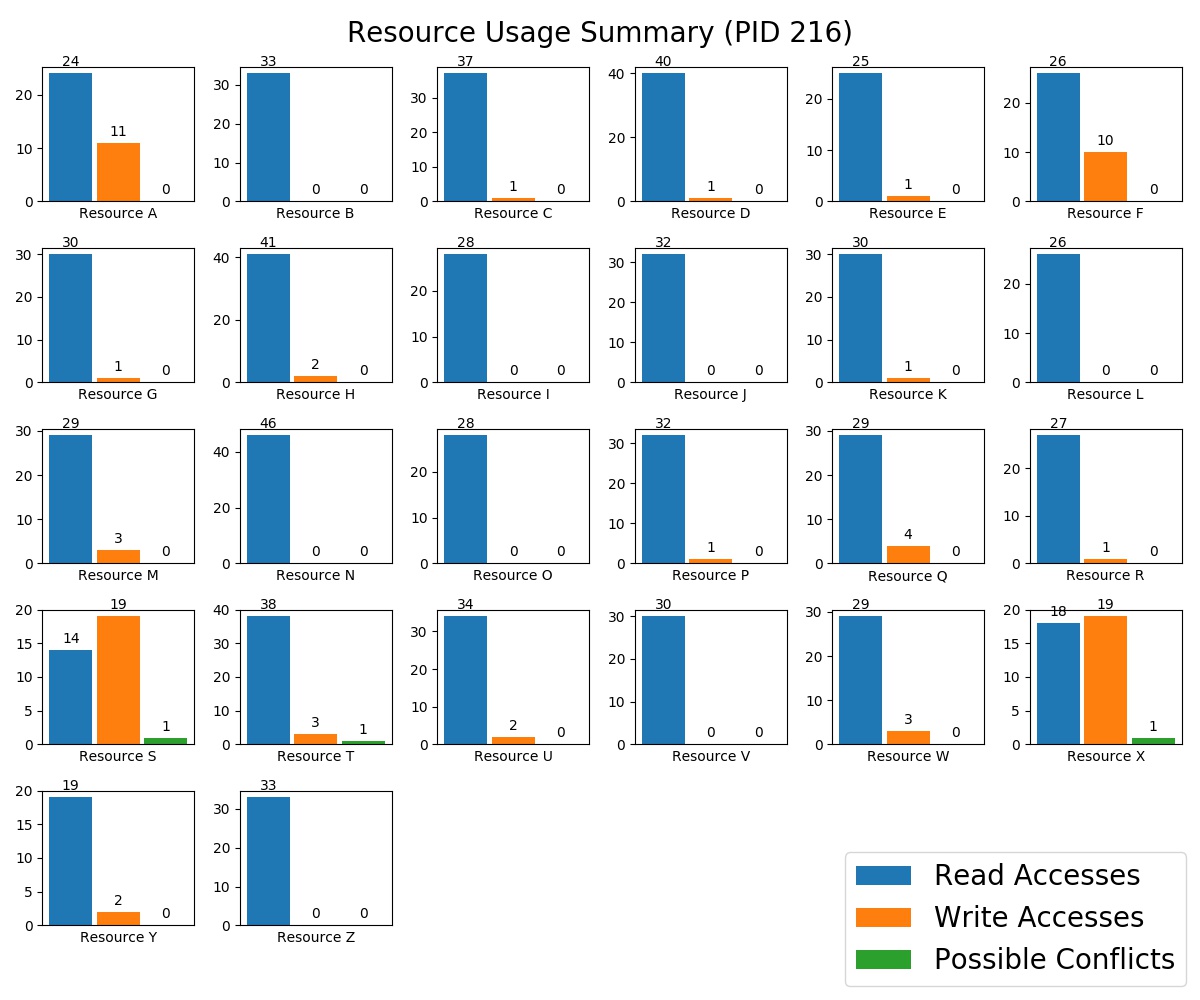 Resource Usage Summary (PID 216)
24 11 0
0 10 20
Resource A
33 0 0
0 10 20 30
Resource B
37 1 0
0 10 20 30
Resource C
40 1 0
0 20 40
Resource D
25 1 0
0 10 20
Resource E
26 10 0
0 10 20
Resource F
30 1 0
0 10 20 30
Resource G
41 2 0
0 20 40
Resource H
28 0 0
0 10 20
Resource I
32 0 0
0 10 20 30
Resource J
30 1 0
0 10 20 30
Resource K
26 0 0
0 10 20
Resource L
29 3 0
0 10 20 30
Resource M
46 0 0
0 20 40
Resource N
28 0 0
0 10 20
Resource O
32 1 0
0 10 20 30
Resource P
29 4 0
0 10 20 30
Resource Q
27 1 0
0 10 20
Resource R
14 19 1
0 5 10 15 20
Resource S
38 3 1
0 10 20 30 40
Resource T
34 2 0
0 10 20 30
Resource U
30 0 0
0 10 20 30
Resource V
29 3 0
0 10 20 30
Resource W
18 19 1
0 5 10 15 20
Resource X
19 2 0
0 5 10 15 20
Resource Y
33 0 0
0 10 20 30
Resource Z
Read Accesses
Write Accesses
Possible Conflicts